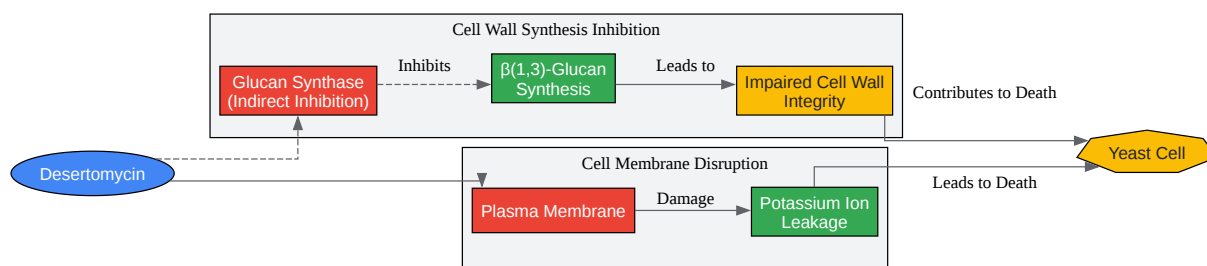 Cell Wall Synthesis Inhibition
Inhibits
Glucan Synthase
(Indirect Inhibition)
β(1,3)-Glucan
Synthesis
Leads to
Impaired Cell Wall
Integrity
Contributes to Death
Desertomycin
Cell Membrane Disruption
Plasma Membrane
Damage
Potassium Ion
Leakage
Leads to Death
Yeast Cell